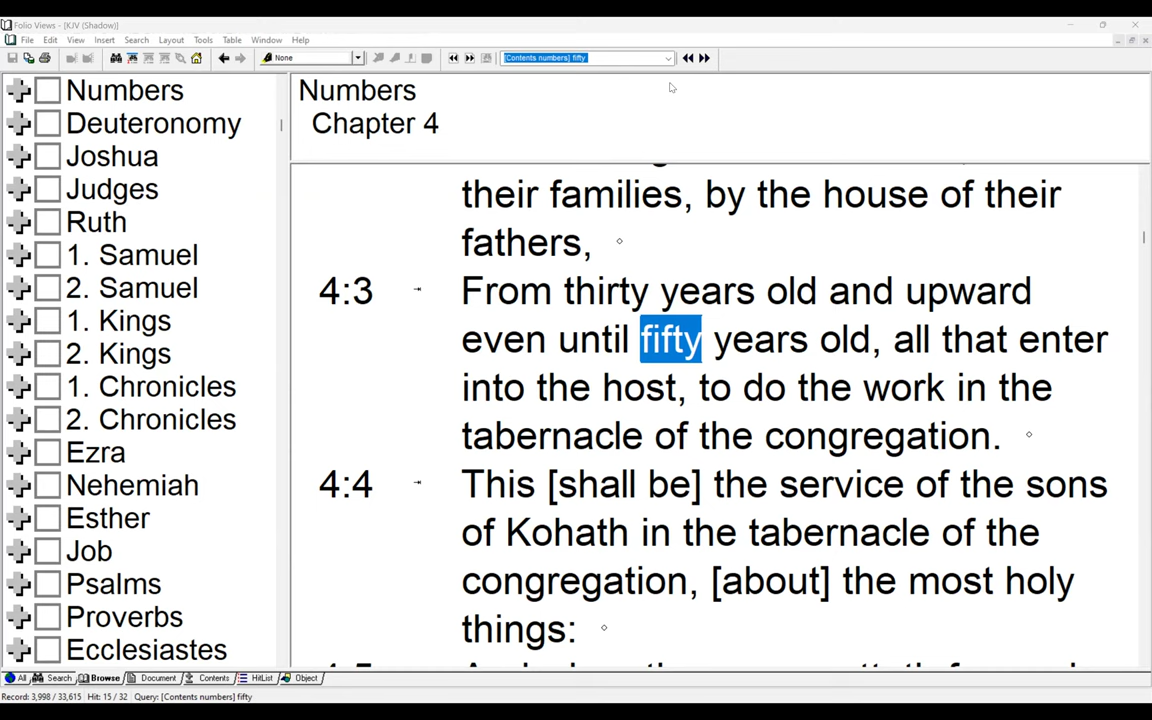 Folio Views - [KJV (Shadow)]
File Edit View Insert Search Layout Tools Table Window Help
None
[Contents numbers] fifty
Numbers
Deuteronomy
Joshua
Judges
Ruth
1. Samuel
2. Samuel
1. Kings
2. Kings
1. Chronicles
2. Chronicles
Ezra
Nehemiah
Esther
Job
Psalms
Proverbs
Ecclesiastes
Numbers
Chapter 4
their families, by the house of their
fathers,
4:3 From thirty years old and upward
even until fifty years old, all that enter
into the host, to do the work in the
tabernacle of the congregation.
4:4 This [shall be] the service of the sons
of Kohath in the tabernacle of the
congregation, [about] the most holy
things:
All Search Browse Document Contents HitList Object
Record: 3,998 / 33,615 Hit: 15 / 32 Query: [Contents numbers] fifty